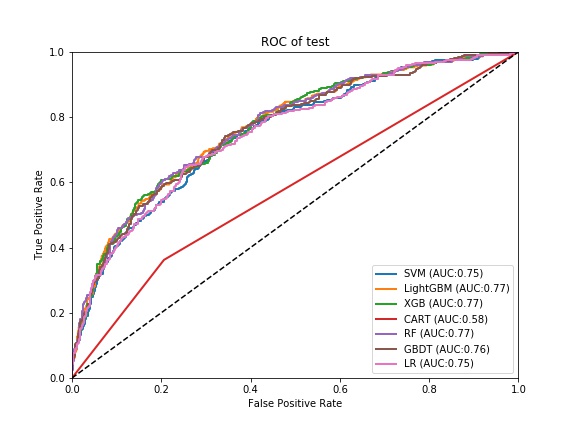 ROC of test
1.0
0.8
0.6
0.4
0.2
0.0
True Positive Rate
0.0 0.2 0.4 0.6 0.8 1.0
False Positive Rate
SVM (AUC:0.75)
LightGBM (AUC:0.77)
XGB (AUC:0.77)
CART (AUC:0.58)
RF (AUC:0.77)
GBDT (AUC:0.76)
LR (AUC:0.75)